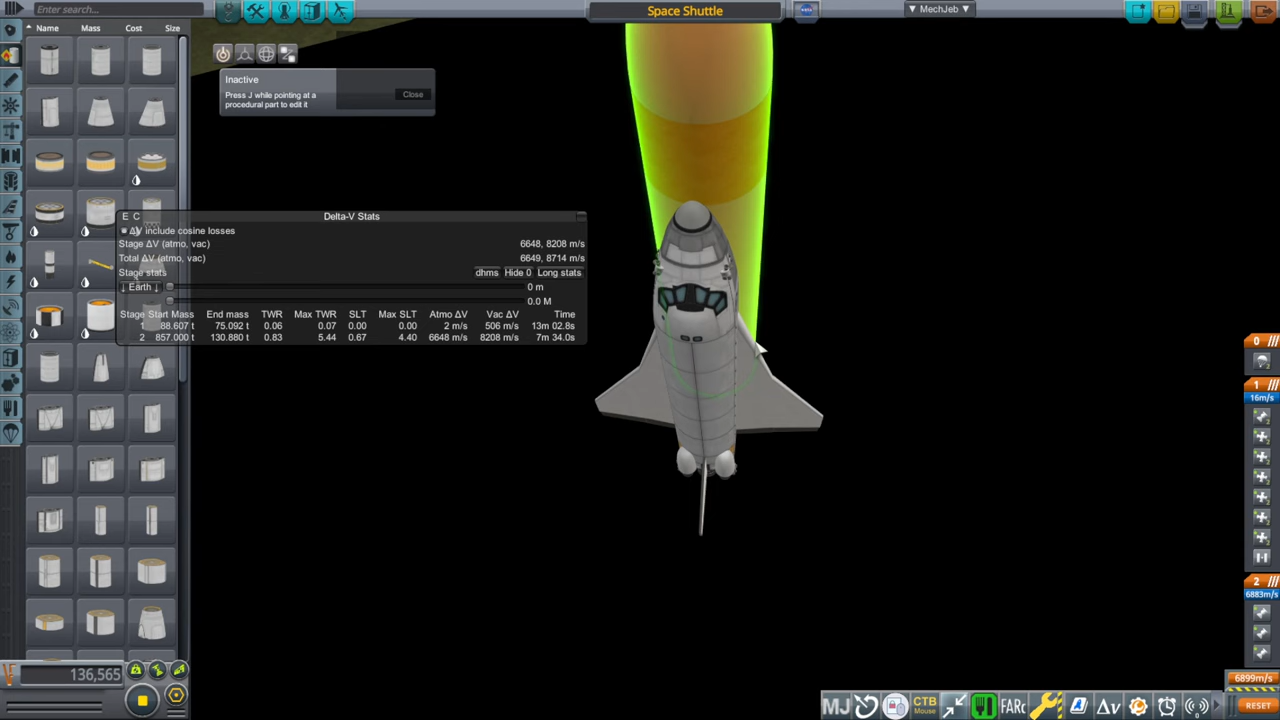 Enter search...
Space Shuttle
▼ MechJeb ▼
Name Mass Cost Size
Inactive
Press J while pointing at a
procedural part to edit it
Close
E C Delta-V Stats
ΔV include cosine losses
Stage ΔV (atmo, vac) 6648, 8208 m/s
Total ΔV (atmo, vac) 6649, 8714 m/s
Stage stats dhms Hide 0 Long stats
↓ Earth ↓ 0 m
0.0 M
Stage Start Mass End mass TWR Max TWR SLT Max SLT Atmo ΔV Vac ΔV Time
1 88.607 t 75.092 t 0.06 0.07 0.00 0.00 2 m/s 506 m/s 13m 02.8s
2 857.000 t 130.880 t 0.83 5.44 0.67 4.40 6648 m/s 8208 m/s 7m 34.0s
0
1
16m/s
2
6883m/s
6899m/s
RESET
136,565
MJ CTB Mouse FARc Δv